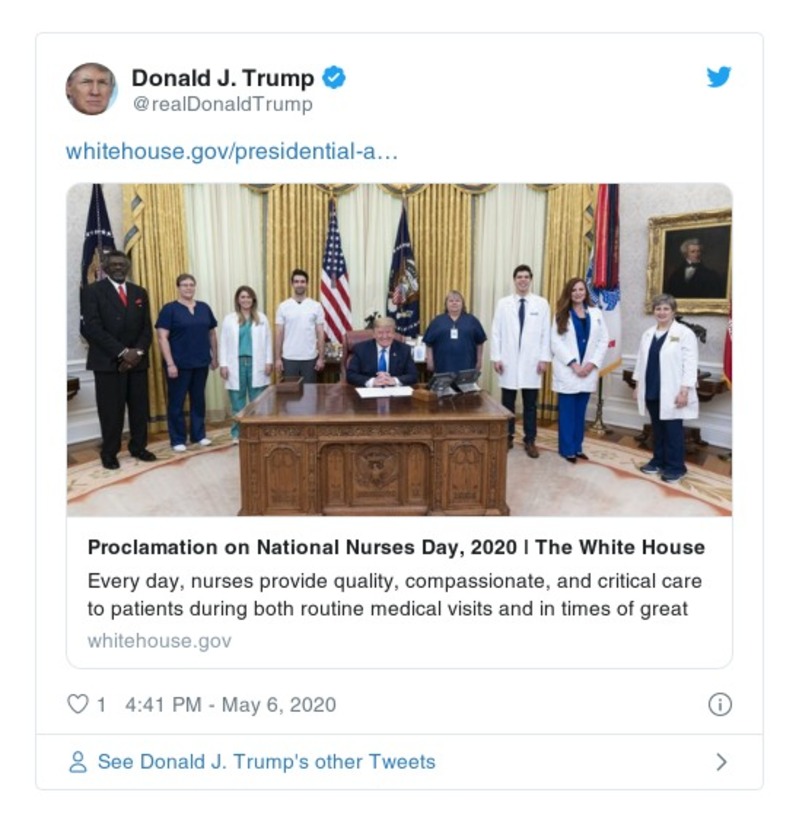 Donald J. Trump
@realDonaldTrump
whitehouse.gov/presidential-a…
Proclamation on National Nurses Day, 2020 | The White House
Every day, nurses provide quality, compassionate, and critical care
to patients during both routine medical visits and in times of great
whitehouse.gov
1 4:41 PM - May 6, 2020
See Donald J. Trump's other Tweets